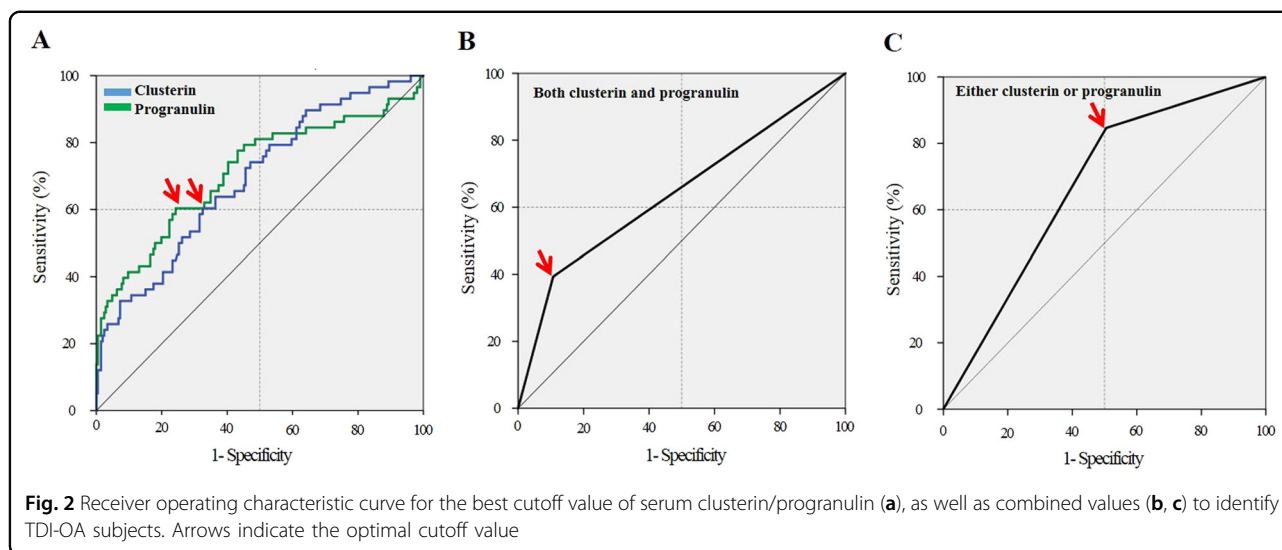 A
Clusterin
Progranulin
100
80
60
40
20
0
Sensitivity (%)
0 20 40 60 80 100
1- Specificity
B
Both clusterin and progranulin
100
80
60
40
20
0
Sensitivity (%)
0 20 40 60 80 100
1- Specificity
C
Either clusterin or progranulin
100
80
60
40
20
0
Sensitivity (%)
0 20 40 60 80 100
1- Specificity
Fig. 2 Receiver operating characteristic curve for the best cutoff value of serum clusterin/progranulin (a), as well as combined values (b, c) to identify
TDI-OA subjects. Arrows indicate the optimal cutoff value